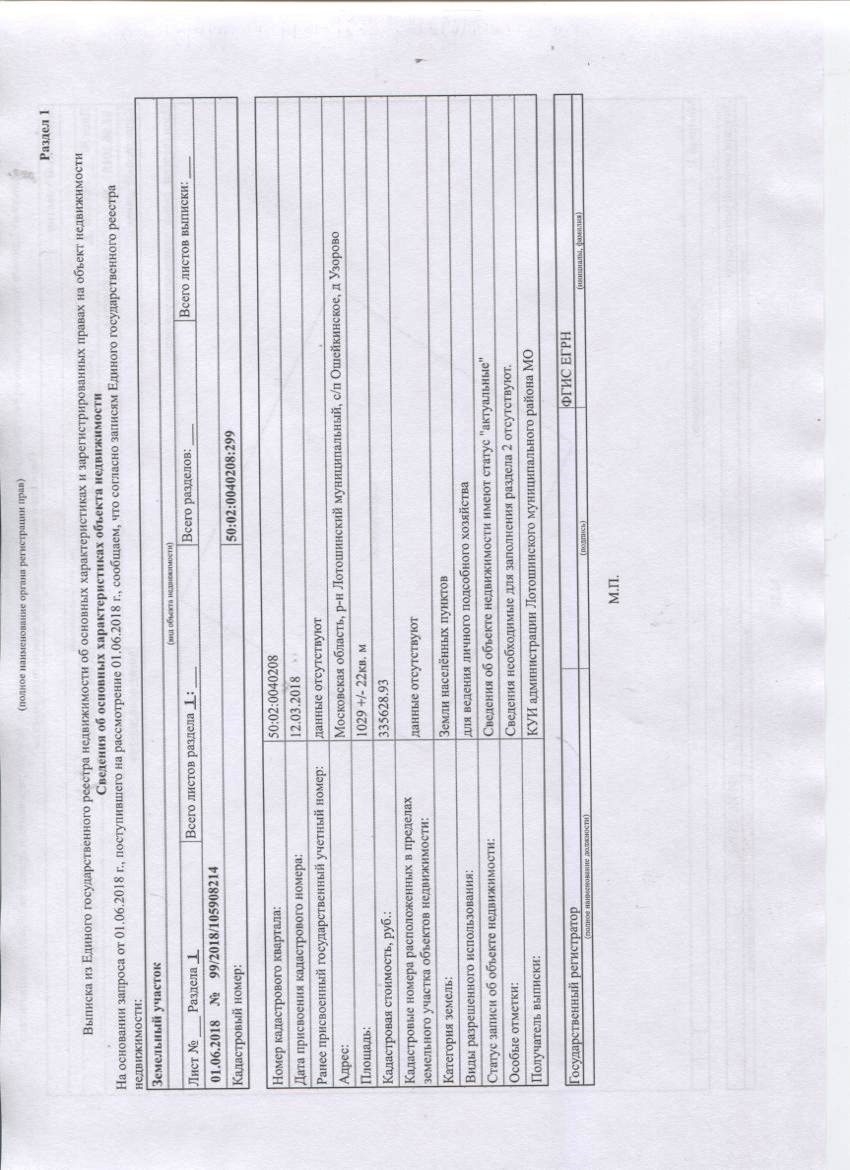 (полное наименование органа регистрации прав)
Раздел 1
Выписка из Единого государственного реестра недвижимости об основных характеристиках и зарегистрированных правах на объект недвижимости
Сведения об основных характеристиках объекта недвижимости
На основании запроса от 01.06.2018 г., поступившего на рассмотрение 01.06.2018 г., сообщаем, что согласно записям Единого государственного реестра
недвижимости:
Земельный участок
(вид объекта недвижимости)
Лист № ___ Раздела 1 Всего листов раздела 1 : ___ Всего разделов: ___ Всего листов выписки: ___
01.06.2018 № 99/2018/105908214
Кадастровый номер: 50:02:0040208:299
Номер кадастрового квартала: 50:02:0040208
Дата присвоения кадастрового номера: 12.03.2018
Ранее присвоенный государственный учетный номер: данные отсутствуют
Адрес: Московская область, р-н Лотошинский муниципальный, с/п Ошейкинское, д Узорово
Площадь: 1029 +/- 22кв. м
Кадастровая стоимость, руб.: 335628.93
Кадастровые номера расположенных в пределах
земельного участка объектов недвижимости: данные отсутствуют
Категория земель: Земли населённых пунктов
Виды разрешенного использования: для ведения личного подсобного хозяйства
Статус записи об объекте недвижимости: Сведения об объекте недвижимости имеют статус "актуальные"
Особые отметки: Сведения необходимые для заполнения раздела 2 отсутствуют.
Получатель выписки: КУИ администрации Лотошинского муниципального района МО
Государственный регистратор ФГИС ЕГРН
(полное наименование должности) (подпись) (инициалы, фамилия)
М.П.